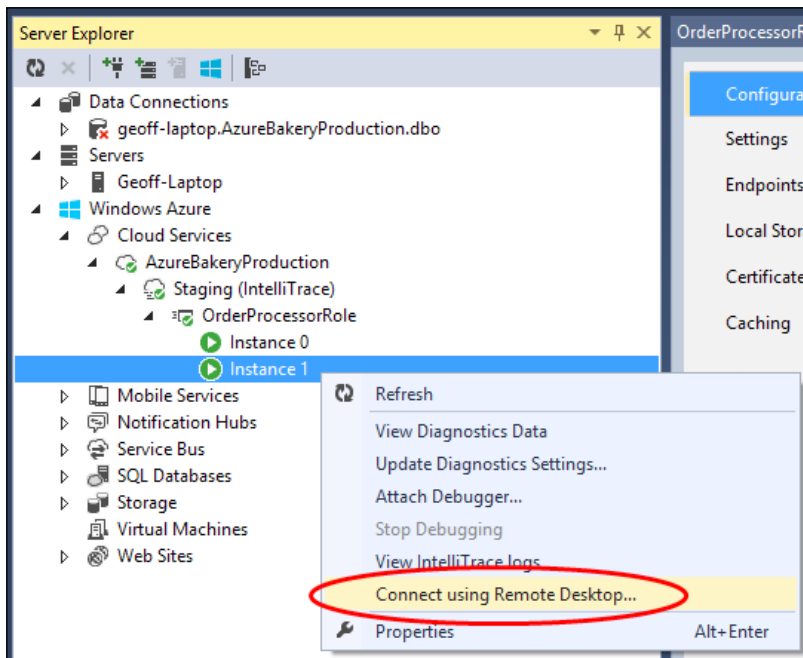 Server Explorer
OrderProcessorR
Data Connections
geoff-laptop.AzureBakeryProduction.dbo
Servers
Geoff-Laptop
Windows Azure
Cloud Services
AzureBakeryProduction
Staging (IntelliTrace)
OrderProcessorRole
Instance 0
Instance 1
Mobile Services
Notification Hubs
Service Bus
SQL Databases
Storage
Virtual Machines
Web Sites
Refresh
View Diagnostics Data
Update Diagnostics Settings...
Attach Debugger...
Stop Debugging
View IntelliTrace logs
Connect using Remote Desktop...
Properties Alt+Enter
Configura
Settings
Endpoints
Local Stor
Certificate
Caching